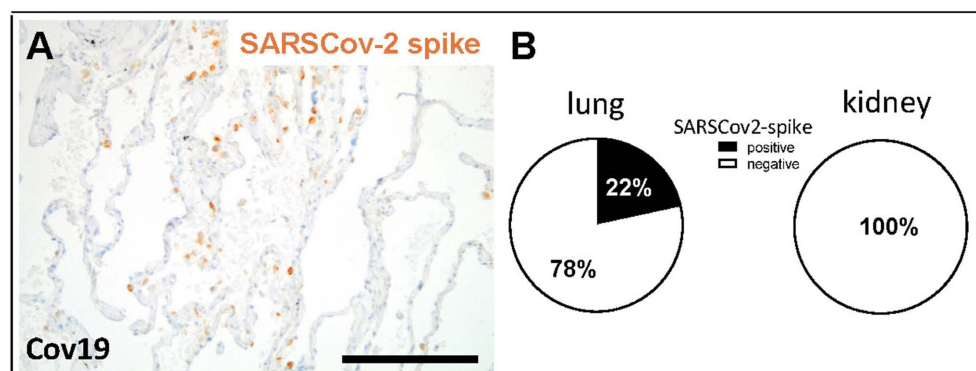 A
SARSCov-2 spike
Cov19
B
lung
kidney
SARSCov2-spike
positive
negative
22%
78%
100%